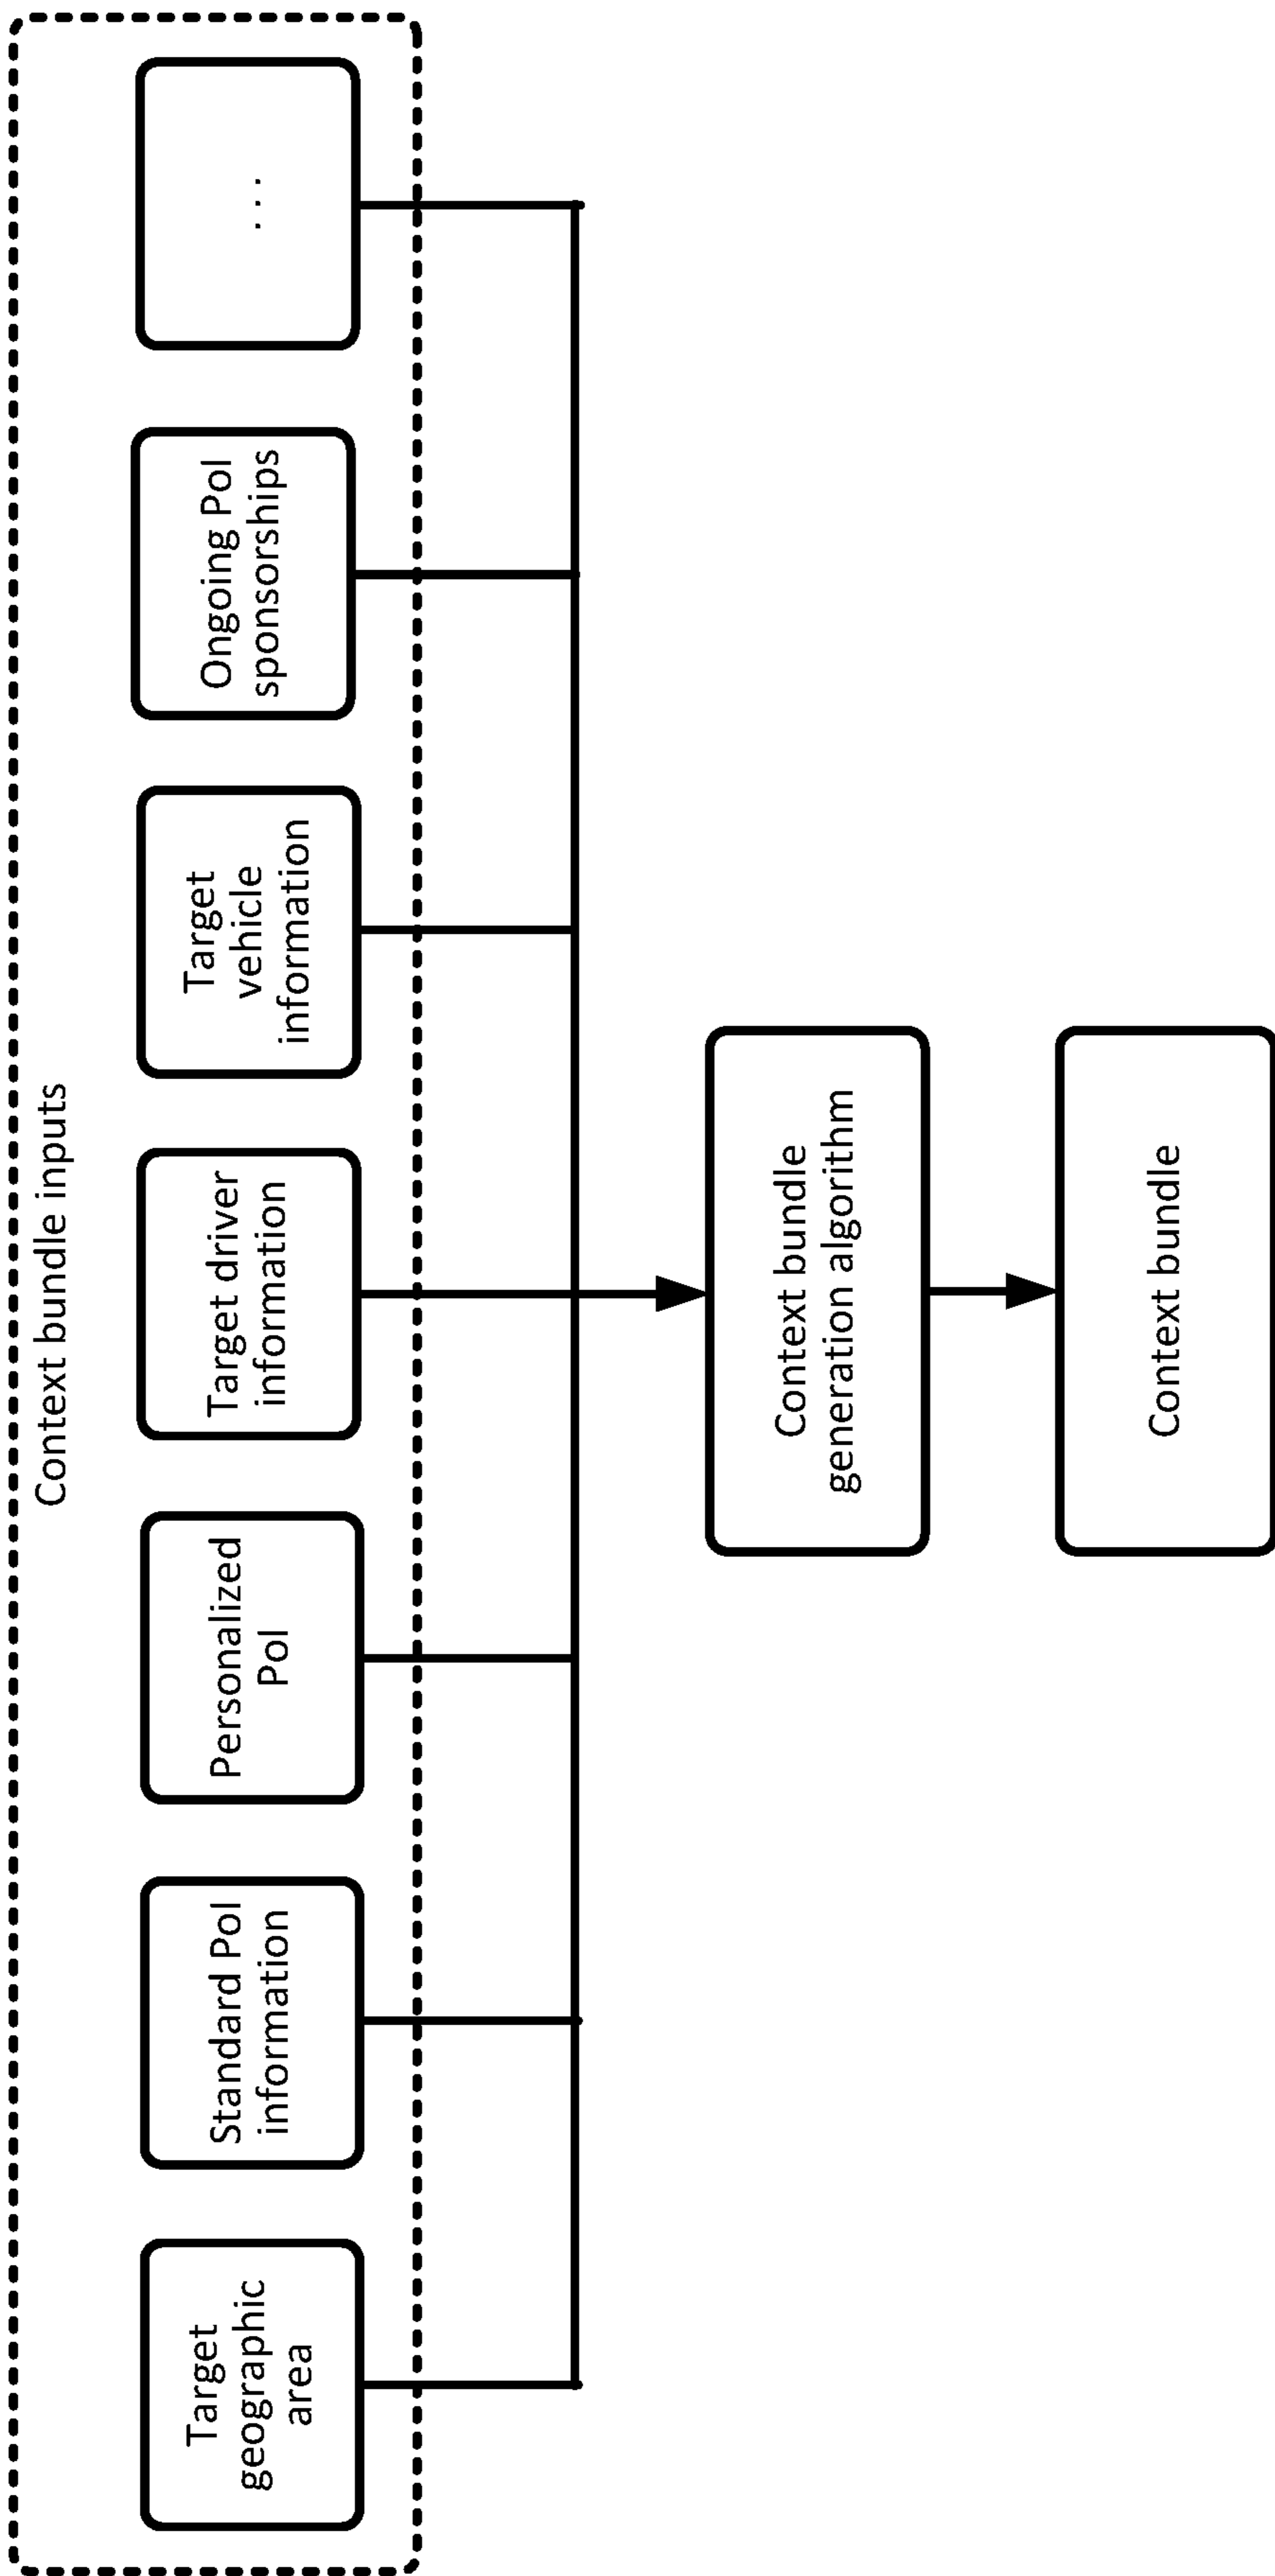 Context bundle inputs
Target
geographic
area
Standard PoI
information
Personalized
PoI
Target driver
information
Target
vehicle
information
Ongoing PoI
sponsorships
. . .
Context bundle
generation algorithm
Context bundle